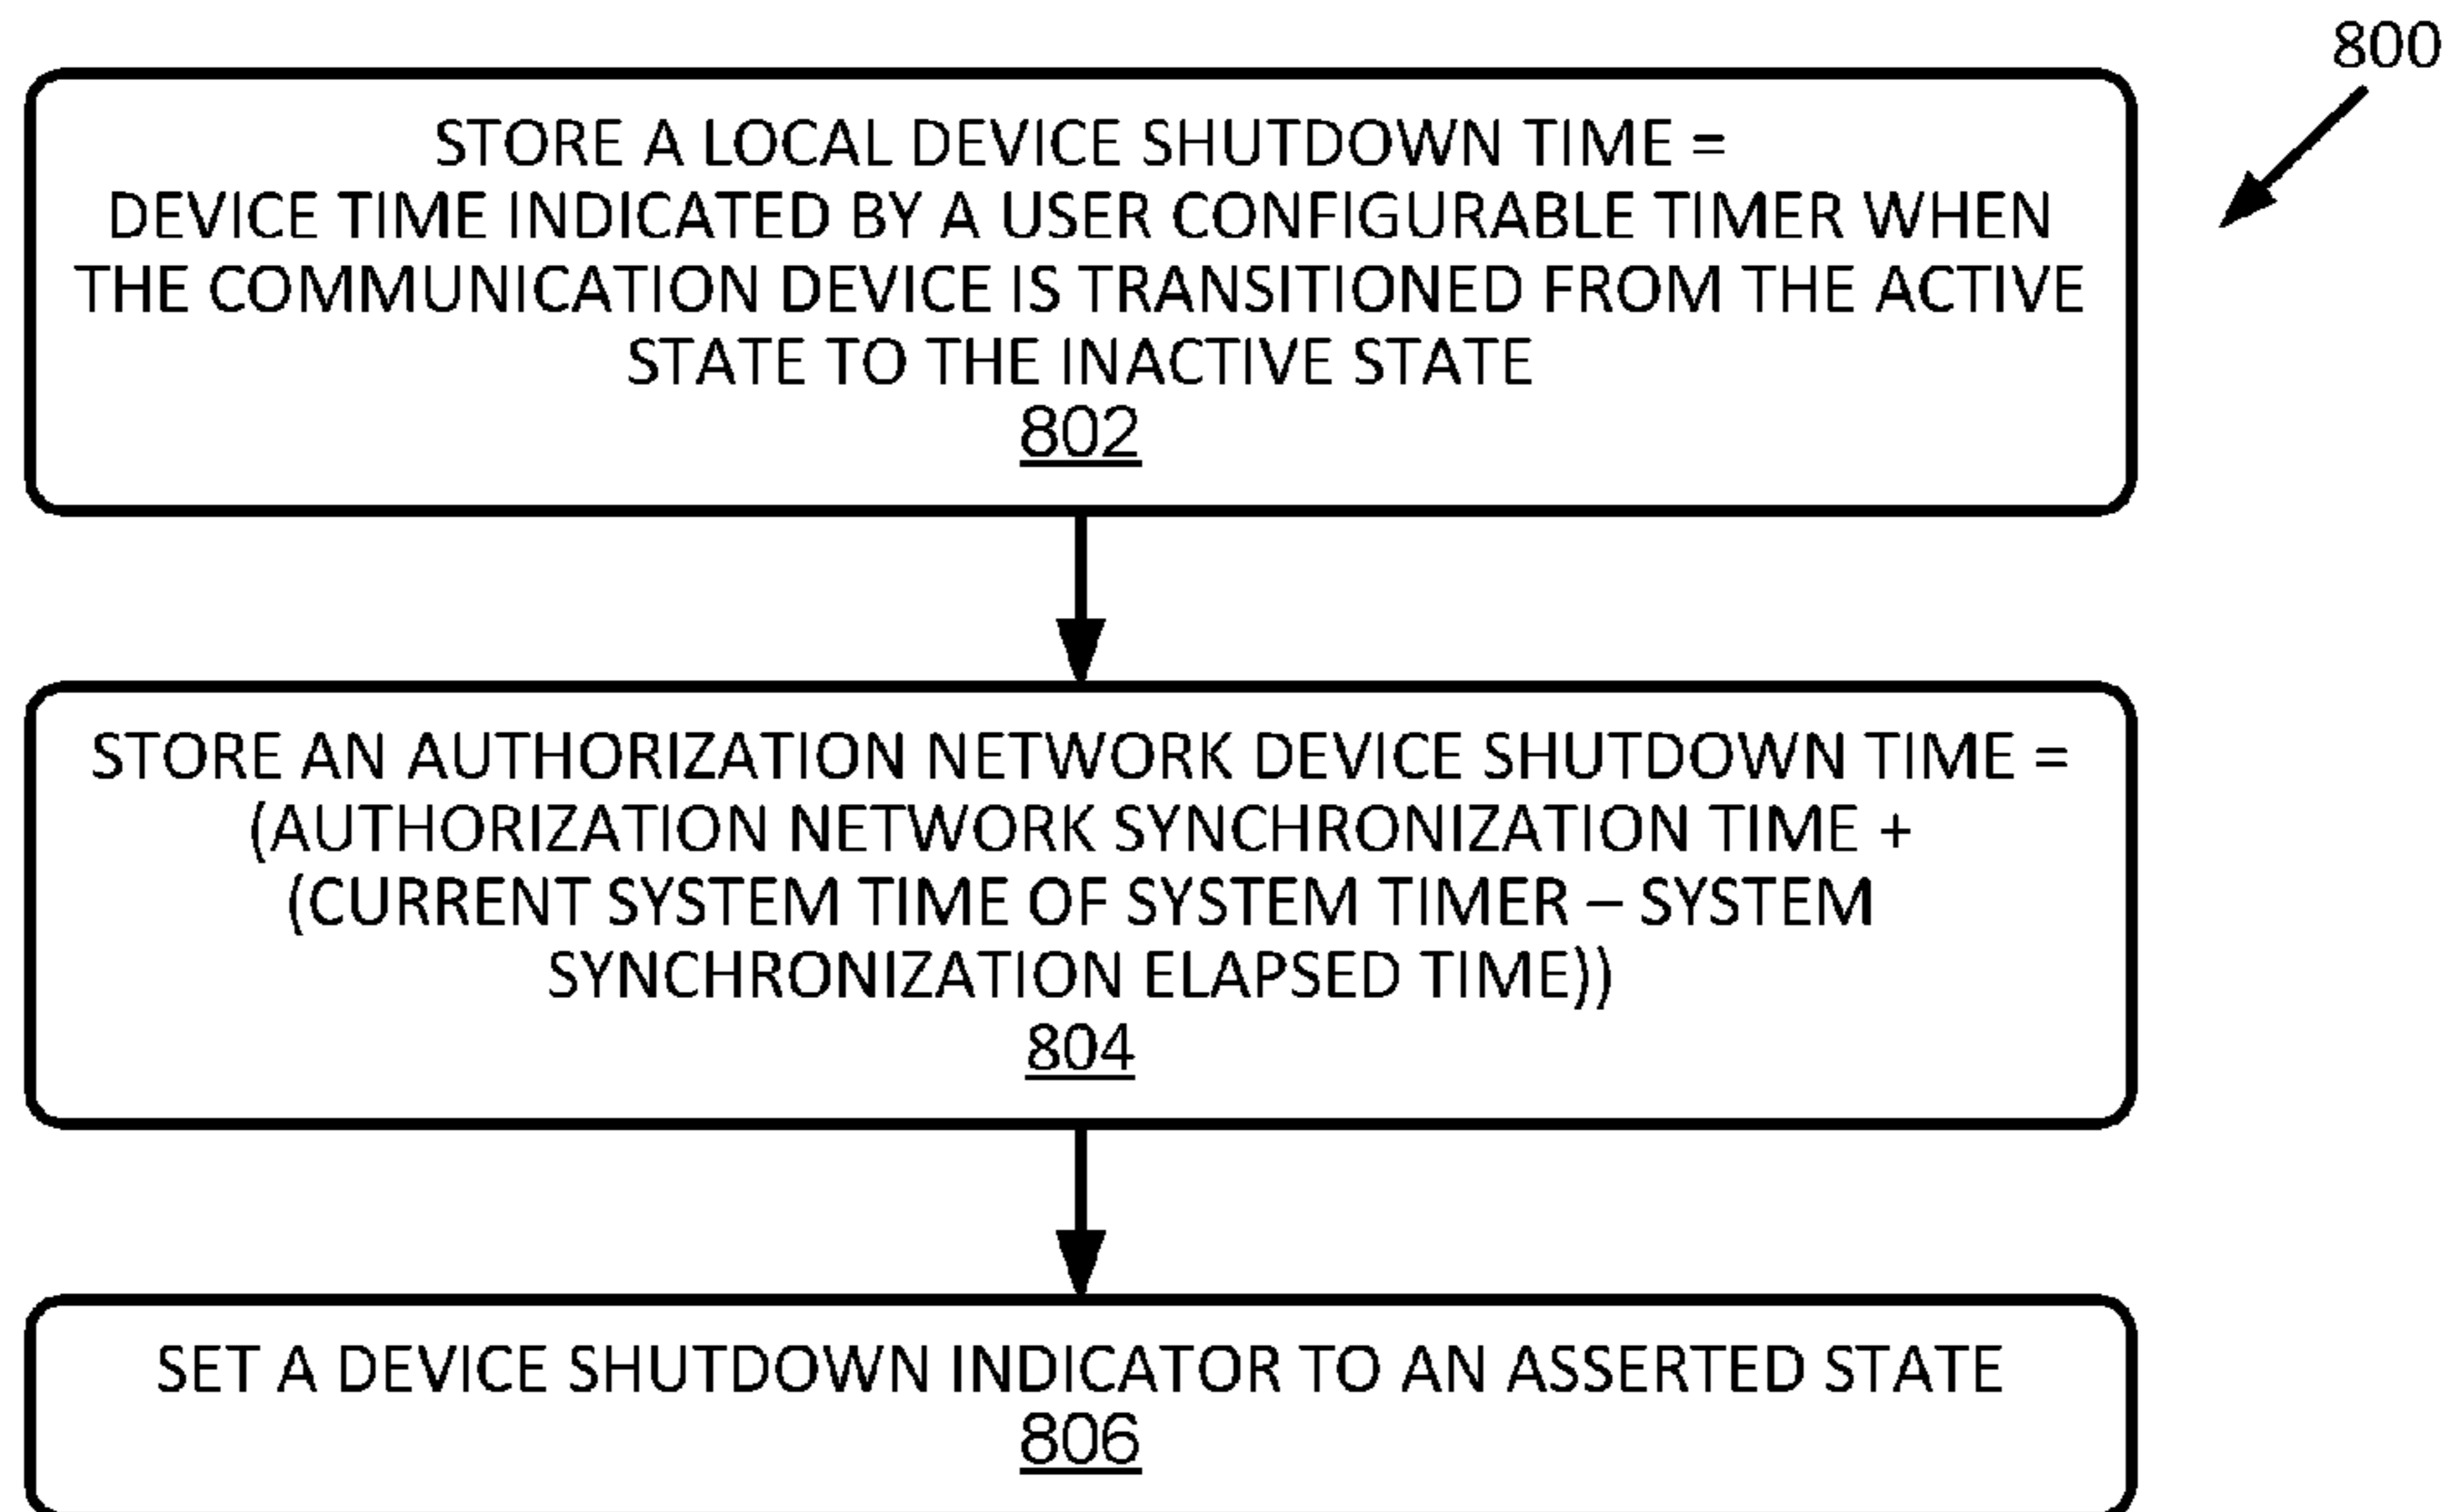 800
STORE A LOCAL DEVICE SHUTDOWN TIME =
DEVICE TIME INDICATED BY A USER CONFIGURABLE TIMER WHEN
THE COMMUNICATION DEVICE IS TRANSITIONED FROM THE ACTIVE
STATE TO THE INACTIVE STATE
802
STORE AN AUTHORIZATION NETWORK DEVICE SHUTDOWN TIME =
(AUTHORIZATION NETWORK SYNCHRONIZATION TIME +
(CURRENT SYSTEM TIME OF SYSTEM TIMER – SYSTEM
SYNCHRONIZATION ELAPSED TIME))
804
SET A DEVICE SHUTDOWN INDICATOR TO AN ASSERTED STATE
806